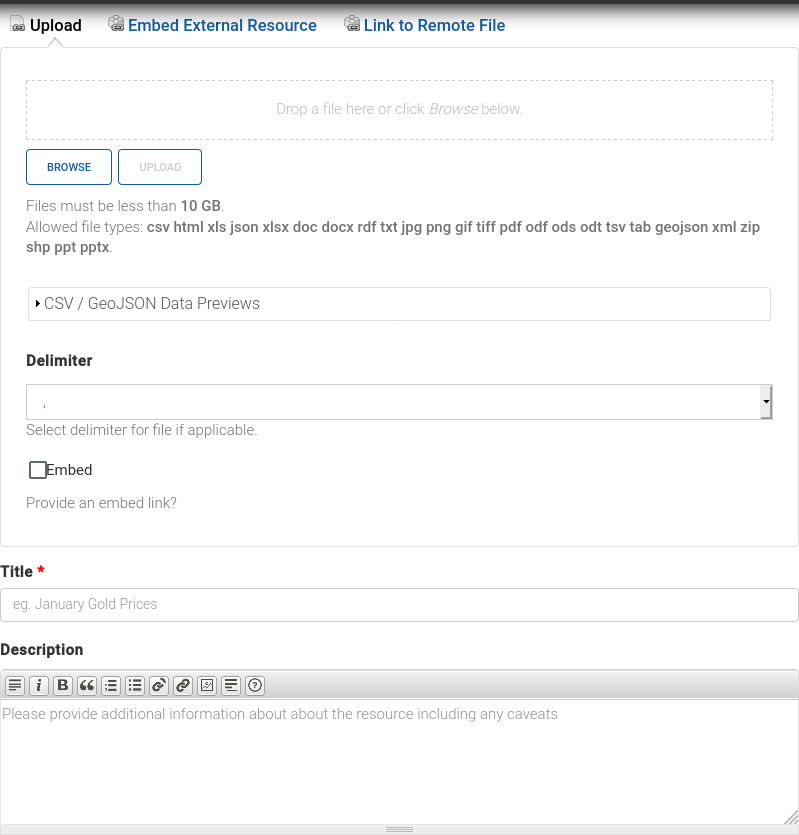 Upload Embed External Resource Link to Remote File
Drop a file here or click Browse below.
BROWSE UPLOAD
Files must be less than 10 GB.
Allowed file types: csv html xls json xlsx doc docx rdf txt jpg png gif tiff pdf odf ods odt tsv tab geojson xml zip
shp ppt pptx.
CSV / GeoJSON Data Previews
Delimiter
,
Select delimiter for file if applicable.
Embed
Provide an embed link?
Title *
eg. January Gold Prices
Description
Please provide additional information about about the resource including any caveats